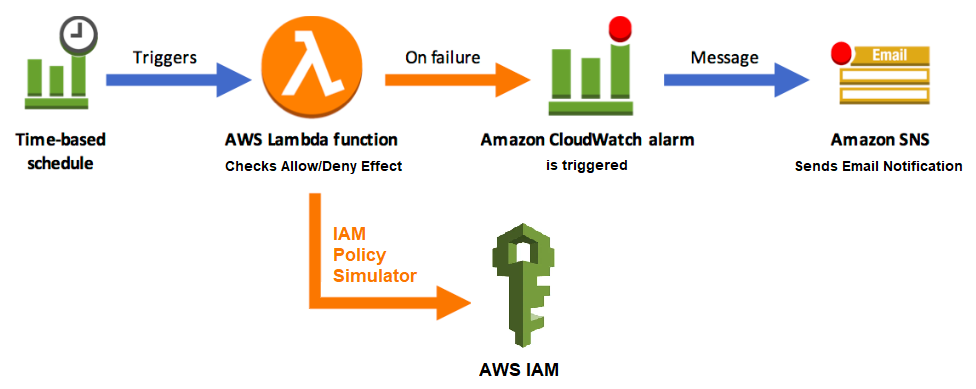 Triggers
On failure
Message
Email
Time-based
schedule
AWS Lambda function
Checks Allow/Deny Effect
Amazon CloudWatch alarm
is triggered
Amazon SNS
Sends Email Notification
IAM
Policy
Simulator
AWS IAM